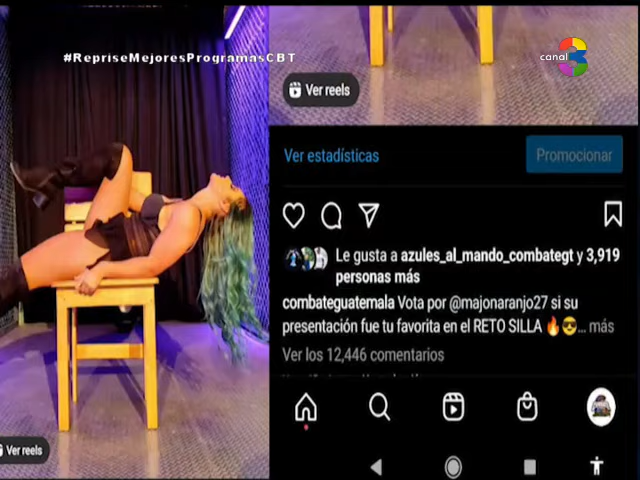 #RepriseMejoresProgramasCBT
canal 3
Ver reels
Ver estadísticas
Promocionar
Le gusta a azules_al_mando_combategt y 3,919
personas más
combateguatemala Vota por @majonaranjo27 si su
presentación fue tu favorita en el RETO SILLA 🔥😎... más
Ver los 12,446 comentarios
Ver reels